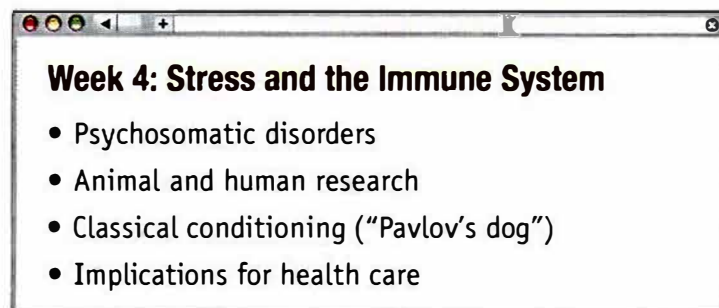 Week 4: Stress and the Immune System
• Psychosomatic disorders
• Animal and human research
• Classical conditioning ("Pavlov's dog")
• Implications for health care